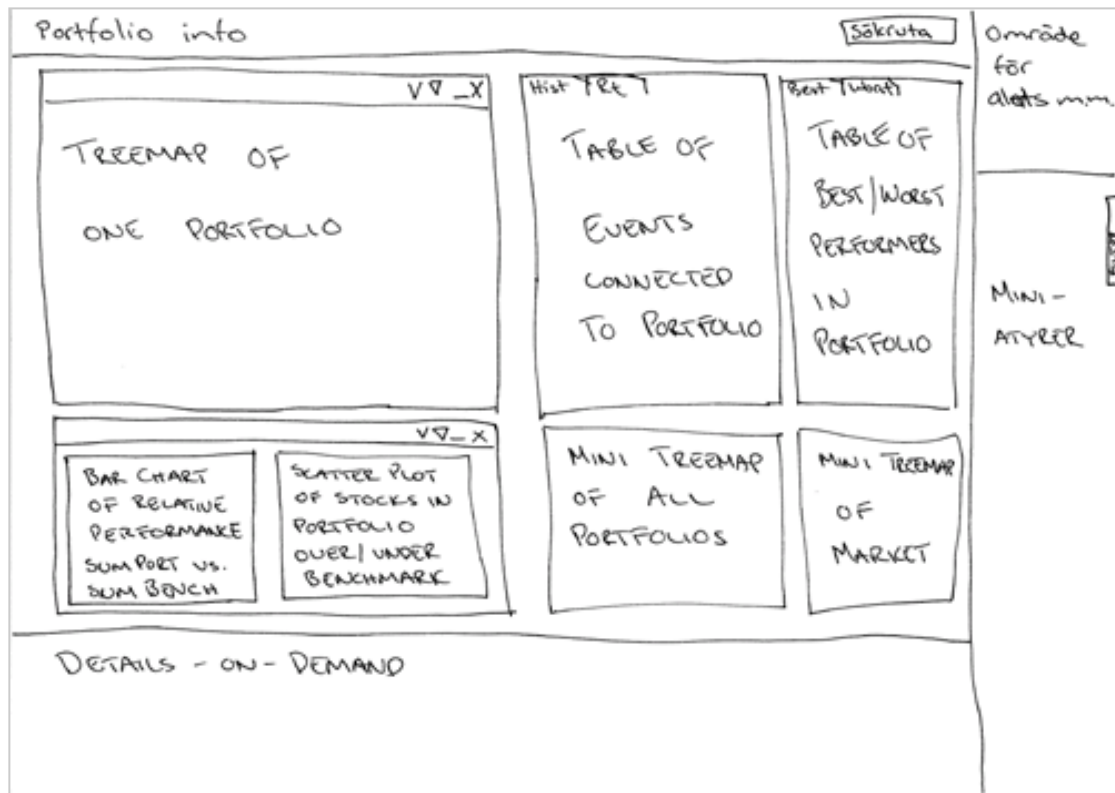 Portfolio info
Sökruta
Område
för
alerts m.m.
V ∇ _ X
TREEMAP OF
ONE PORTFOLIO
Hist
TABLE OF
EVENTS
CONNECTED
TO PORTFOLIO
Best
TABLE OF
BEST/WORST
PERFORMERS
IN
PORTFOLIO
MINI-
ATYRER
V ∇ _ X
BAR CHART
OF RELATIVE
PERFORMANCE
SUM PORT VS.
SUM BENCH
SCATTER PLOT
OF STOCKS IN
PORTFOLIO
OVER/UNDER
BENCHMARK
MINI TREEMAP
OF ALL
PORTFOLIOS
MINI TREEMAP
OF
MARKET
DETAILS-ON-DEMAND